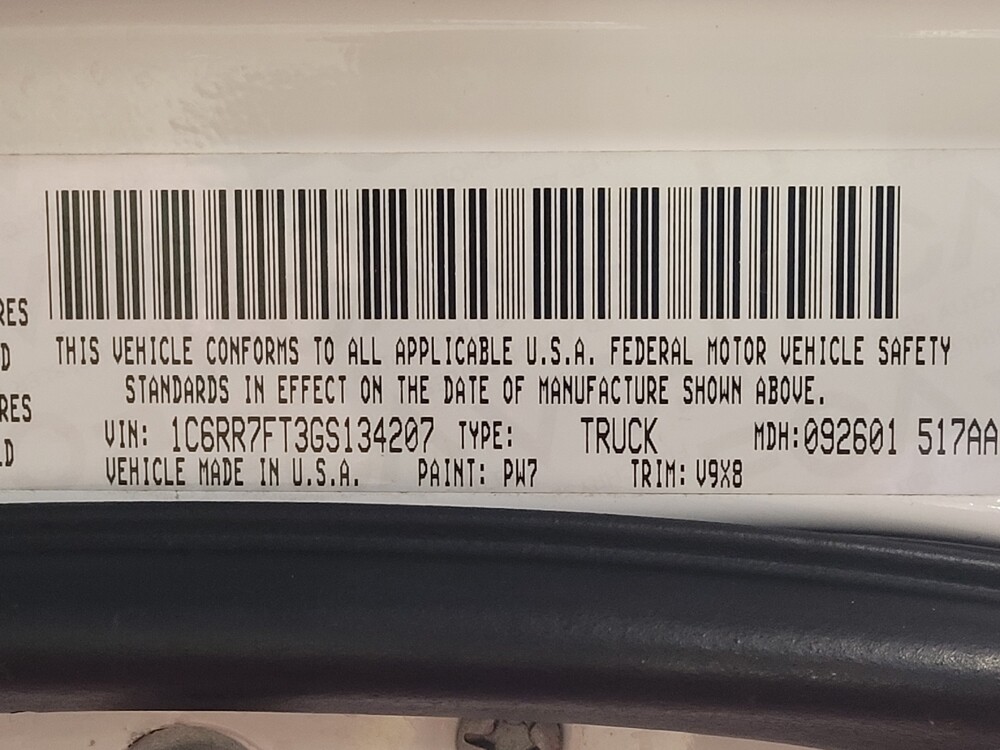 RES
THIS VEHICLE CONFORMS TO ALL APPLICABLE U.S.A. FEDERAL MOTOR VEHICLE SAFETY
D
STANDARDS IN EFFECT ON THE DATE OF MANUFACTURE SHOWN ABOVE.
RES
VIN: 1C6RR7FT3GS134207 TYPE: TRUCK MDH:092601 517AA
LD
VEHICLE MADE IN U.S.A. PAINT: PW7 TRIM: V9X8